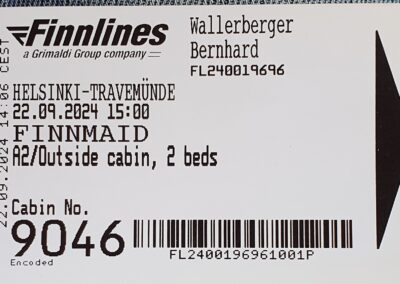 Finnlines
a Grimaldi Group company
Wallerberger
Bernhard
FL240019696
HELSINKI-TRAVEMÜNDE
22.09.2024 15:00
FINNMAID
A2/Outside cabin, 2 beds
Cabin No.
9046
Encoded
FL2400196961001P
22.09.2024 14:06 CEST